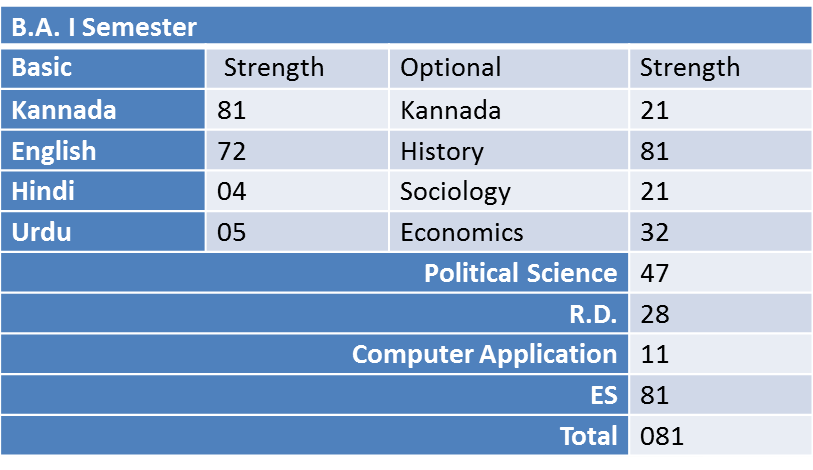 B.A. I Semester
Basic Strength Optional Strength
Kannada 81 Kannada 21
English 72 History 81
Hindi 04 Sociology 21
Urdu 05 Economics 32
Political Science 47
R.D. 28
Computer Application 11
ES 81
Total 081